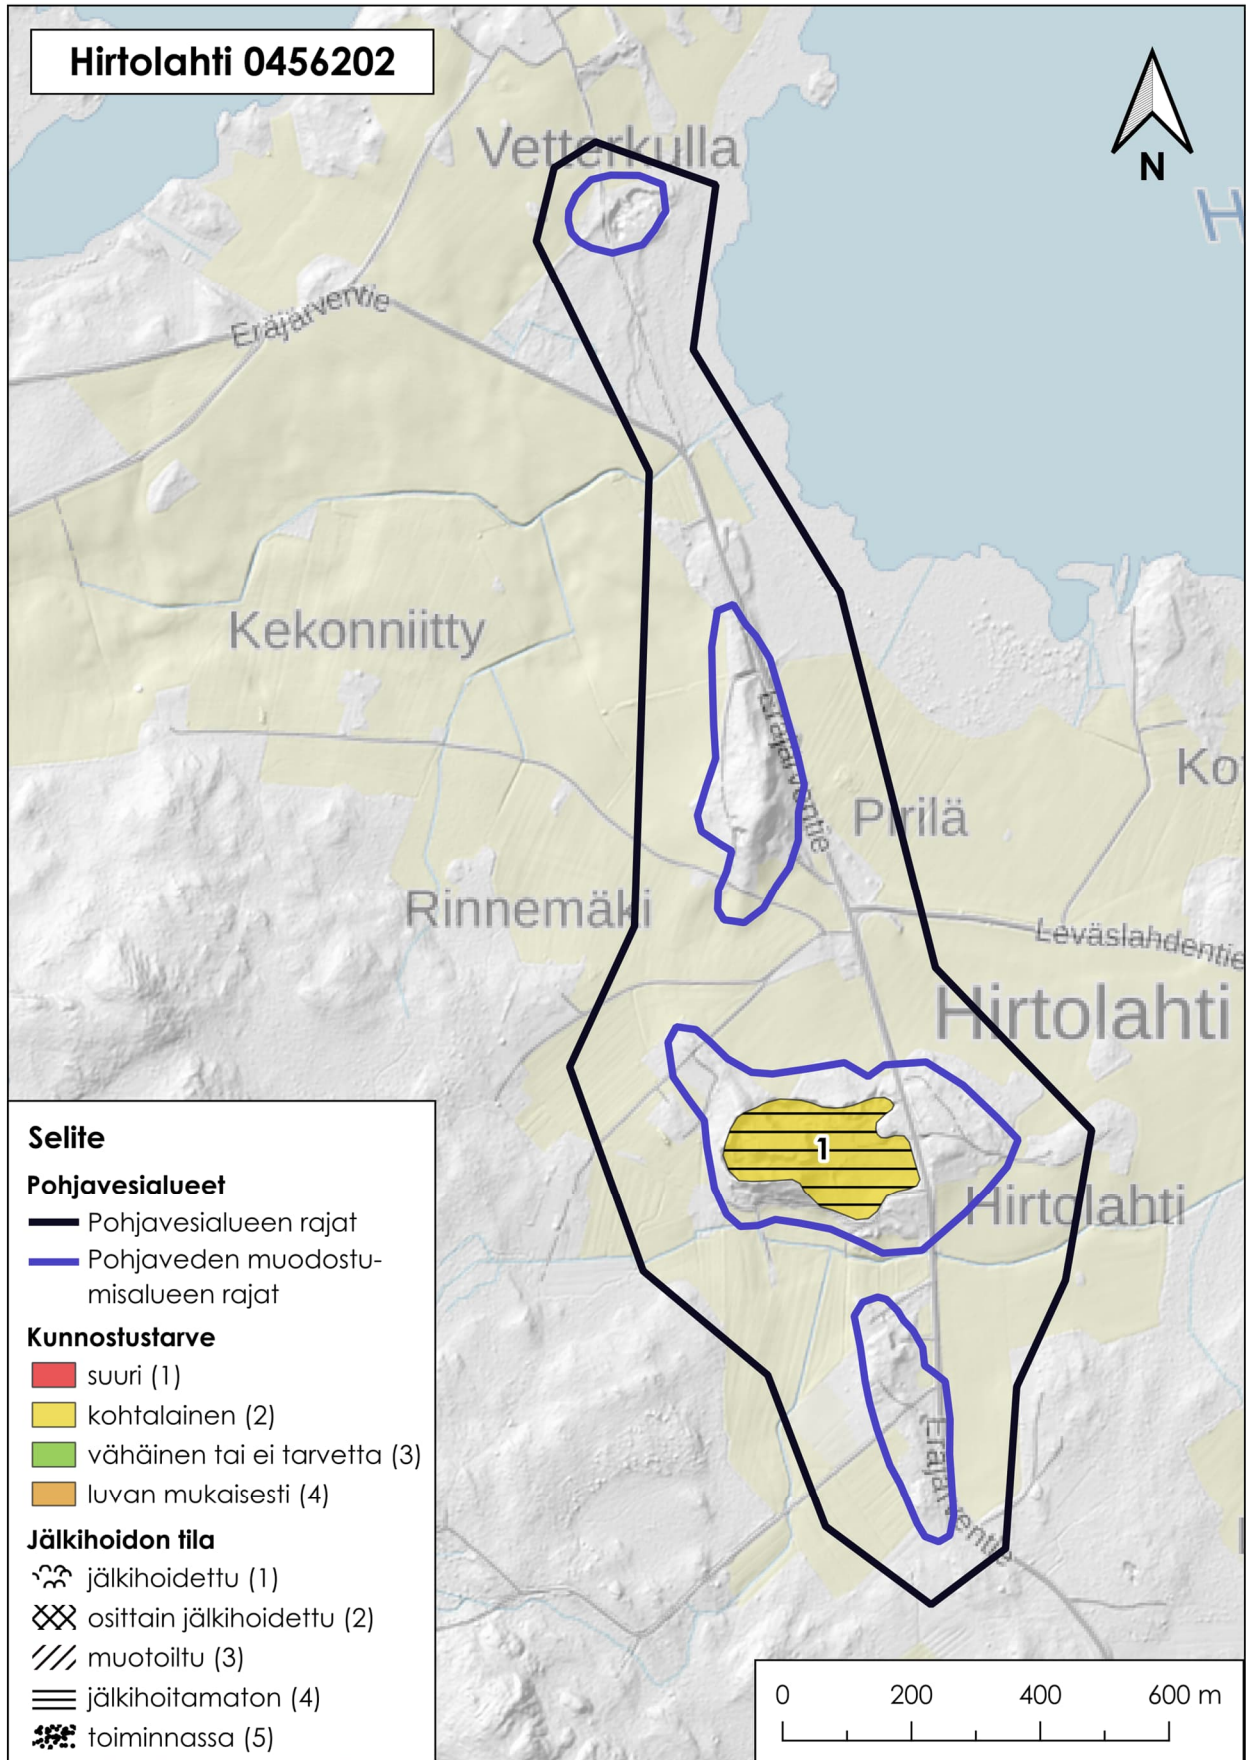 Hirtolahti 0456202
N
Vetterkulla
H
Eräjärventie
Kekonniitty
Eräjärventie
Ko
Pirilä
Rinnemäki
Leväslahdentie
Hirtolahti
1
Hirtolahti
Eräjärventie
Selite
Pohjavesialueet
Pohjavesialueen rajat
Pohjaveden muodostu-
misalueen rajat
Kunnostustarve
suuri (1)
kohtalainen (2)
vähäinen tai ei tarvetta (3)
luvan mukaisesti (4)
Jälkihoidon tila
jälkihoidettu (1)
osittain jälkihoidettu (2)
muotoiltu (3)
jälkihoitamaton (4)
toiminnassa (5)
0 200 400 600 m